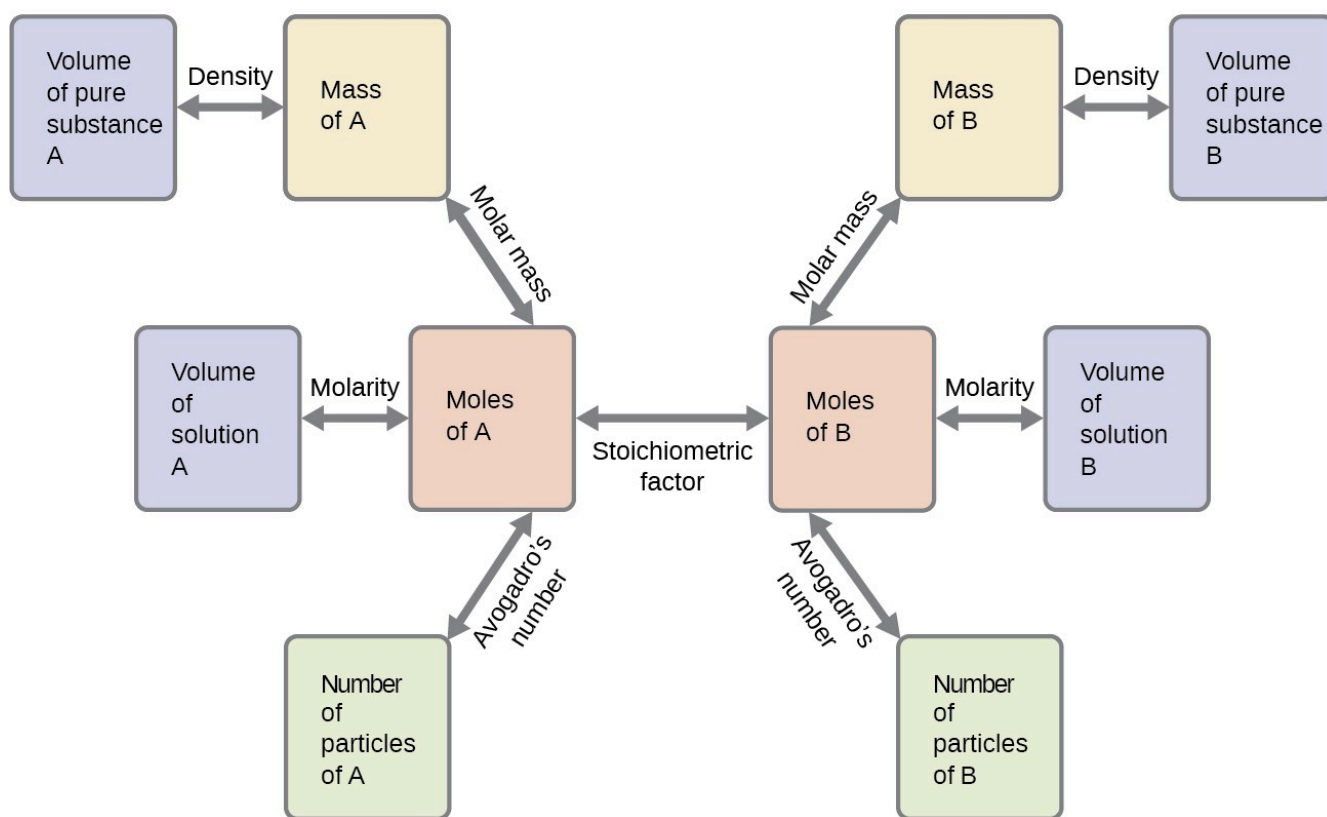 Volume
of pure
substance
A
Density
Mass
of A
Mass
of B
Density
Volume
of pure
substance
B
Molar mass
Molar mass
Volume
of
solution
A
Molarity
Moles
of A
Stoichiometric
factor
Moles
of B
Molarity
Volume
of
solution
B
Avogadro’s
number
Avogadro’s
number
Number
of
particles
of A
Number
of
particles
of B